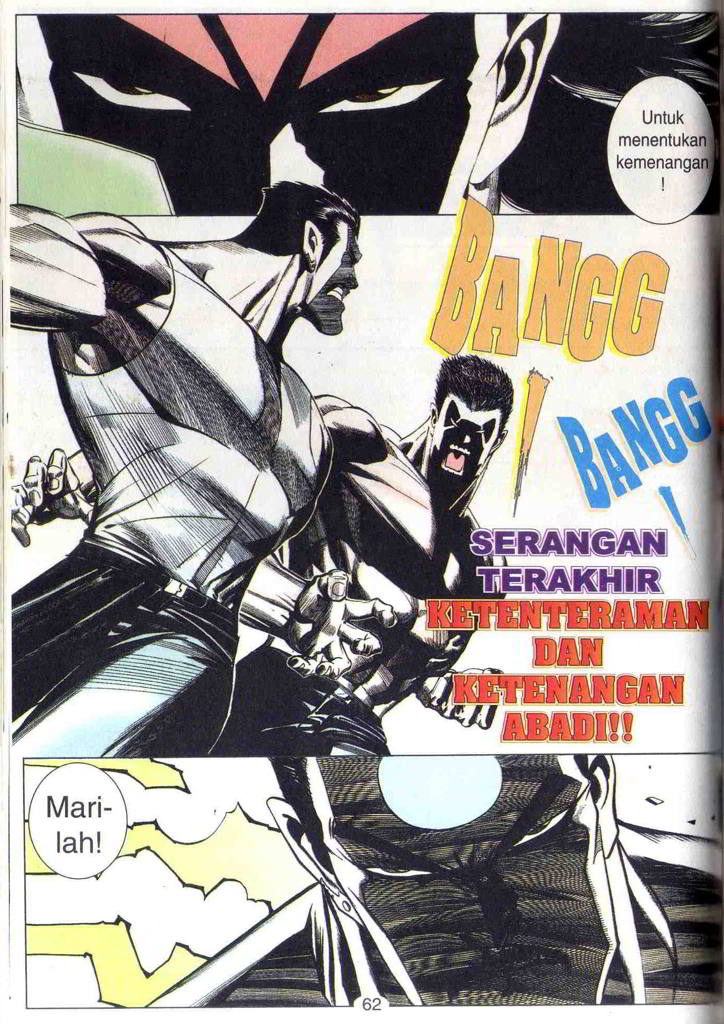 Untuk
menentukan
kemenangan
!
BANGG
!
BANGG
!
SERANGAN
TERAKHIR
KETENTERAMAN
DAN
KETENANGAN
ABADI!!
Mari-
lah!
62